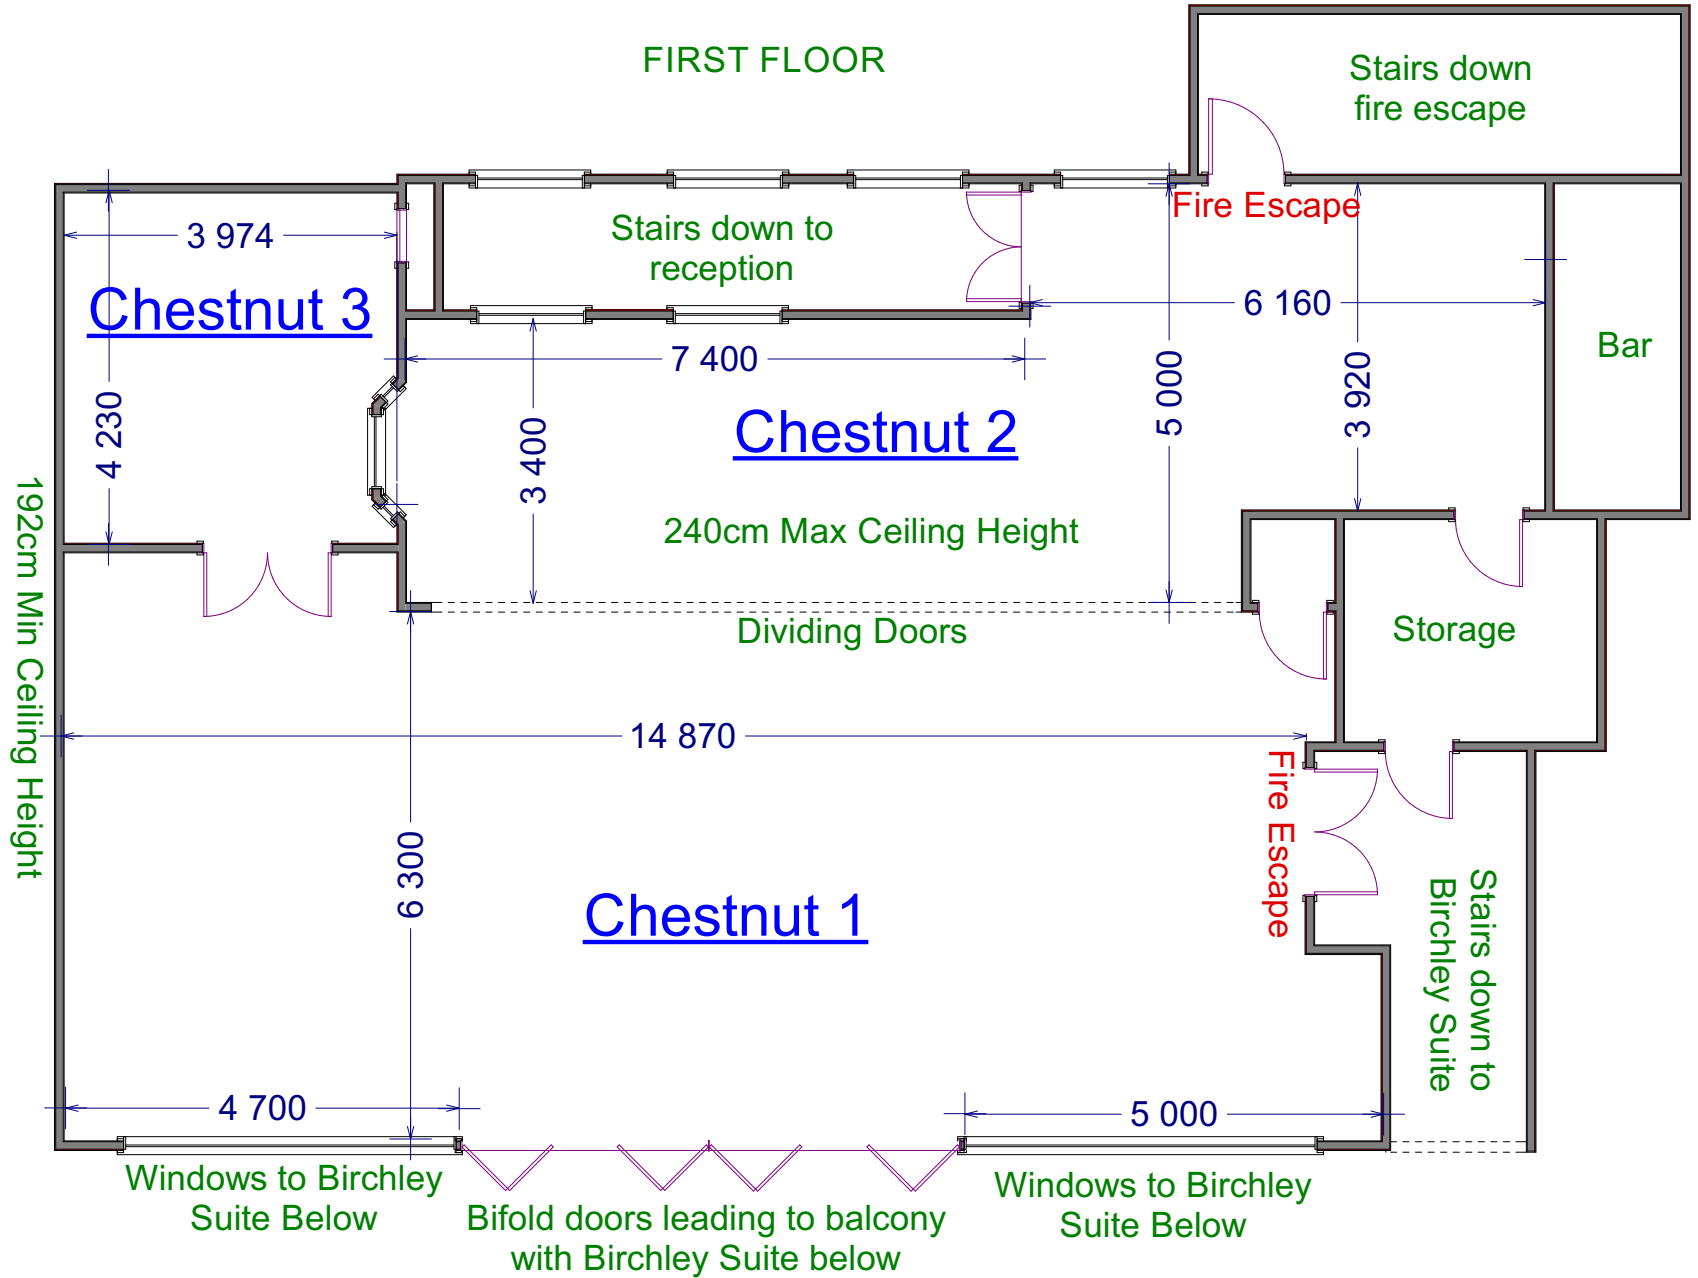 FIRST FLOOR
Stairs down
fire escape
Fire Escape
3 974
Stairs down to
reception
Chestnut 3
6 160
7 400
Bar
4 230
3 400
Chestnut 2
5 000
3 920
240cm Max Ceiling Height
192cm Min Ceiling Height
Dividing Doors
Storage
14 870
Fire Escape
6 300
Chestnut 1
Stairs down to
Birchley Suite
4 700
5 000
Windows to Birchley
Suite Below
Bifold doors leading to balcony
with Birchley Suite below
Windows to Birchley
Suite Below